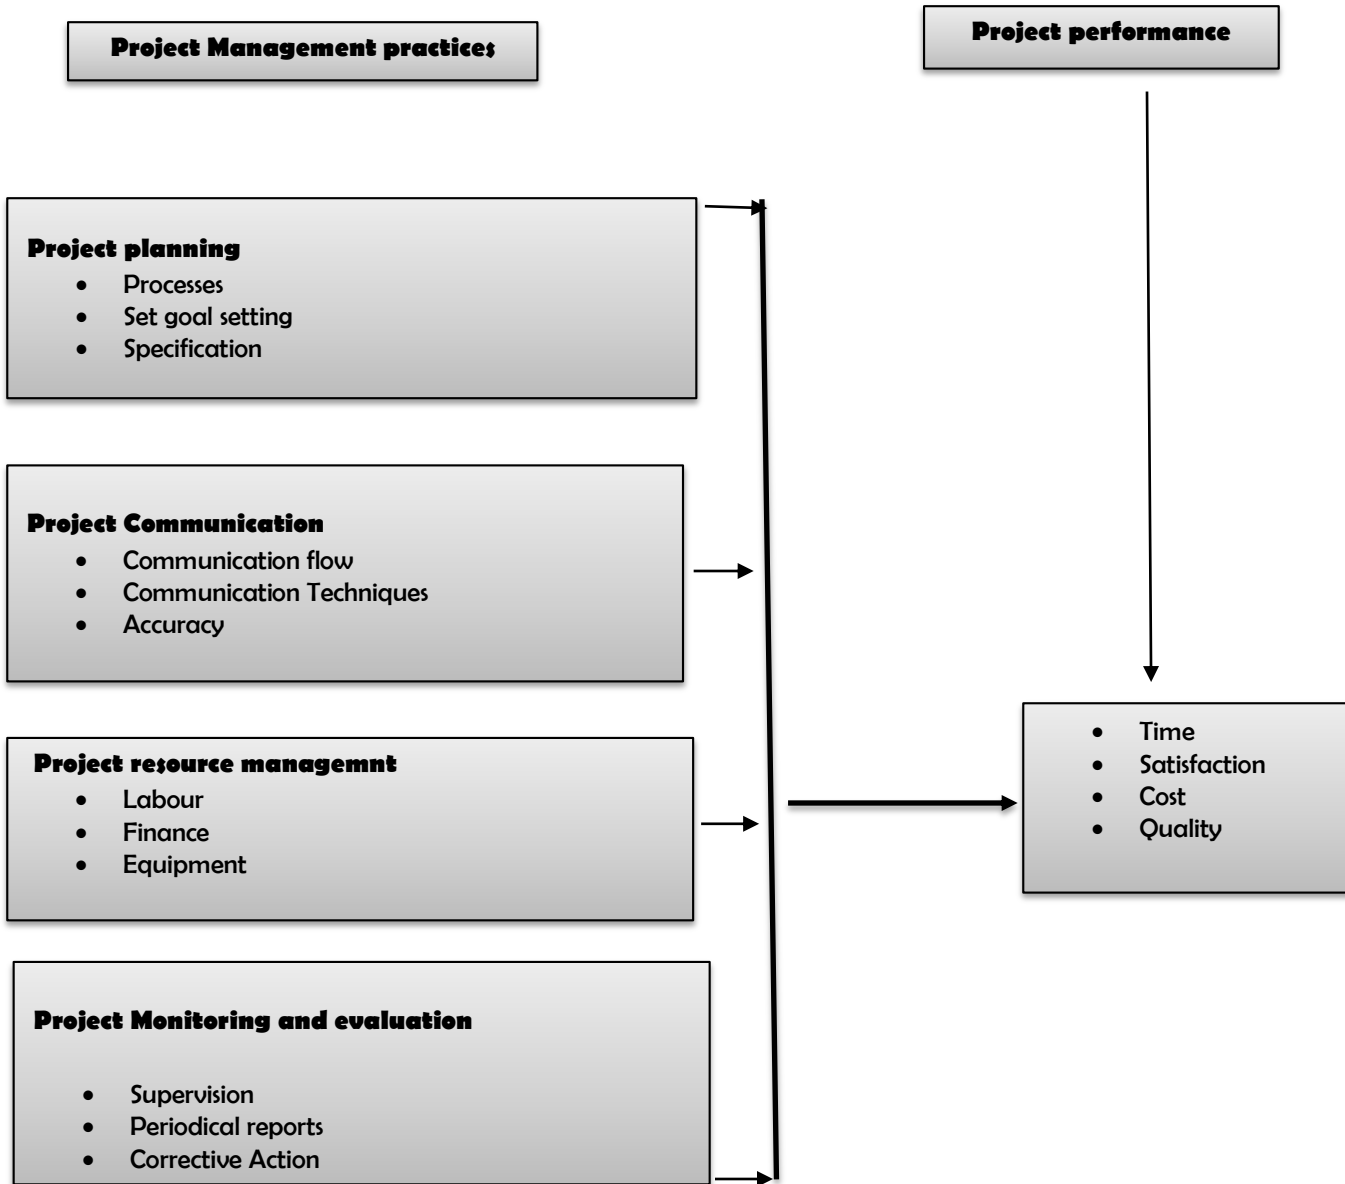 Project Management practices
Project performance
Project planning
• Processes
• Set goal setting
• Specification
Project Communication
• Communication flow
• Communication Techniques
• Accuracy
Project resource managemnt
• Labour
• Finance
• Equipment
Project Monitoring and evaluation
• Supervision
• Periodical reports
• Corrective Action
• Time
• Satisfaction
• Cost
• Quality